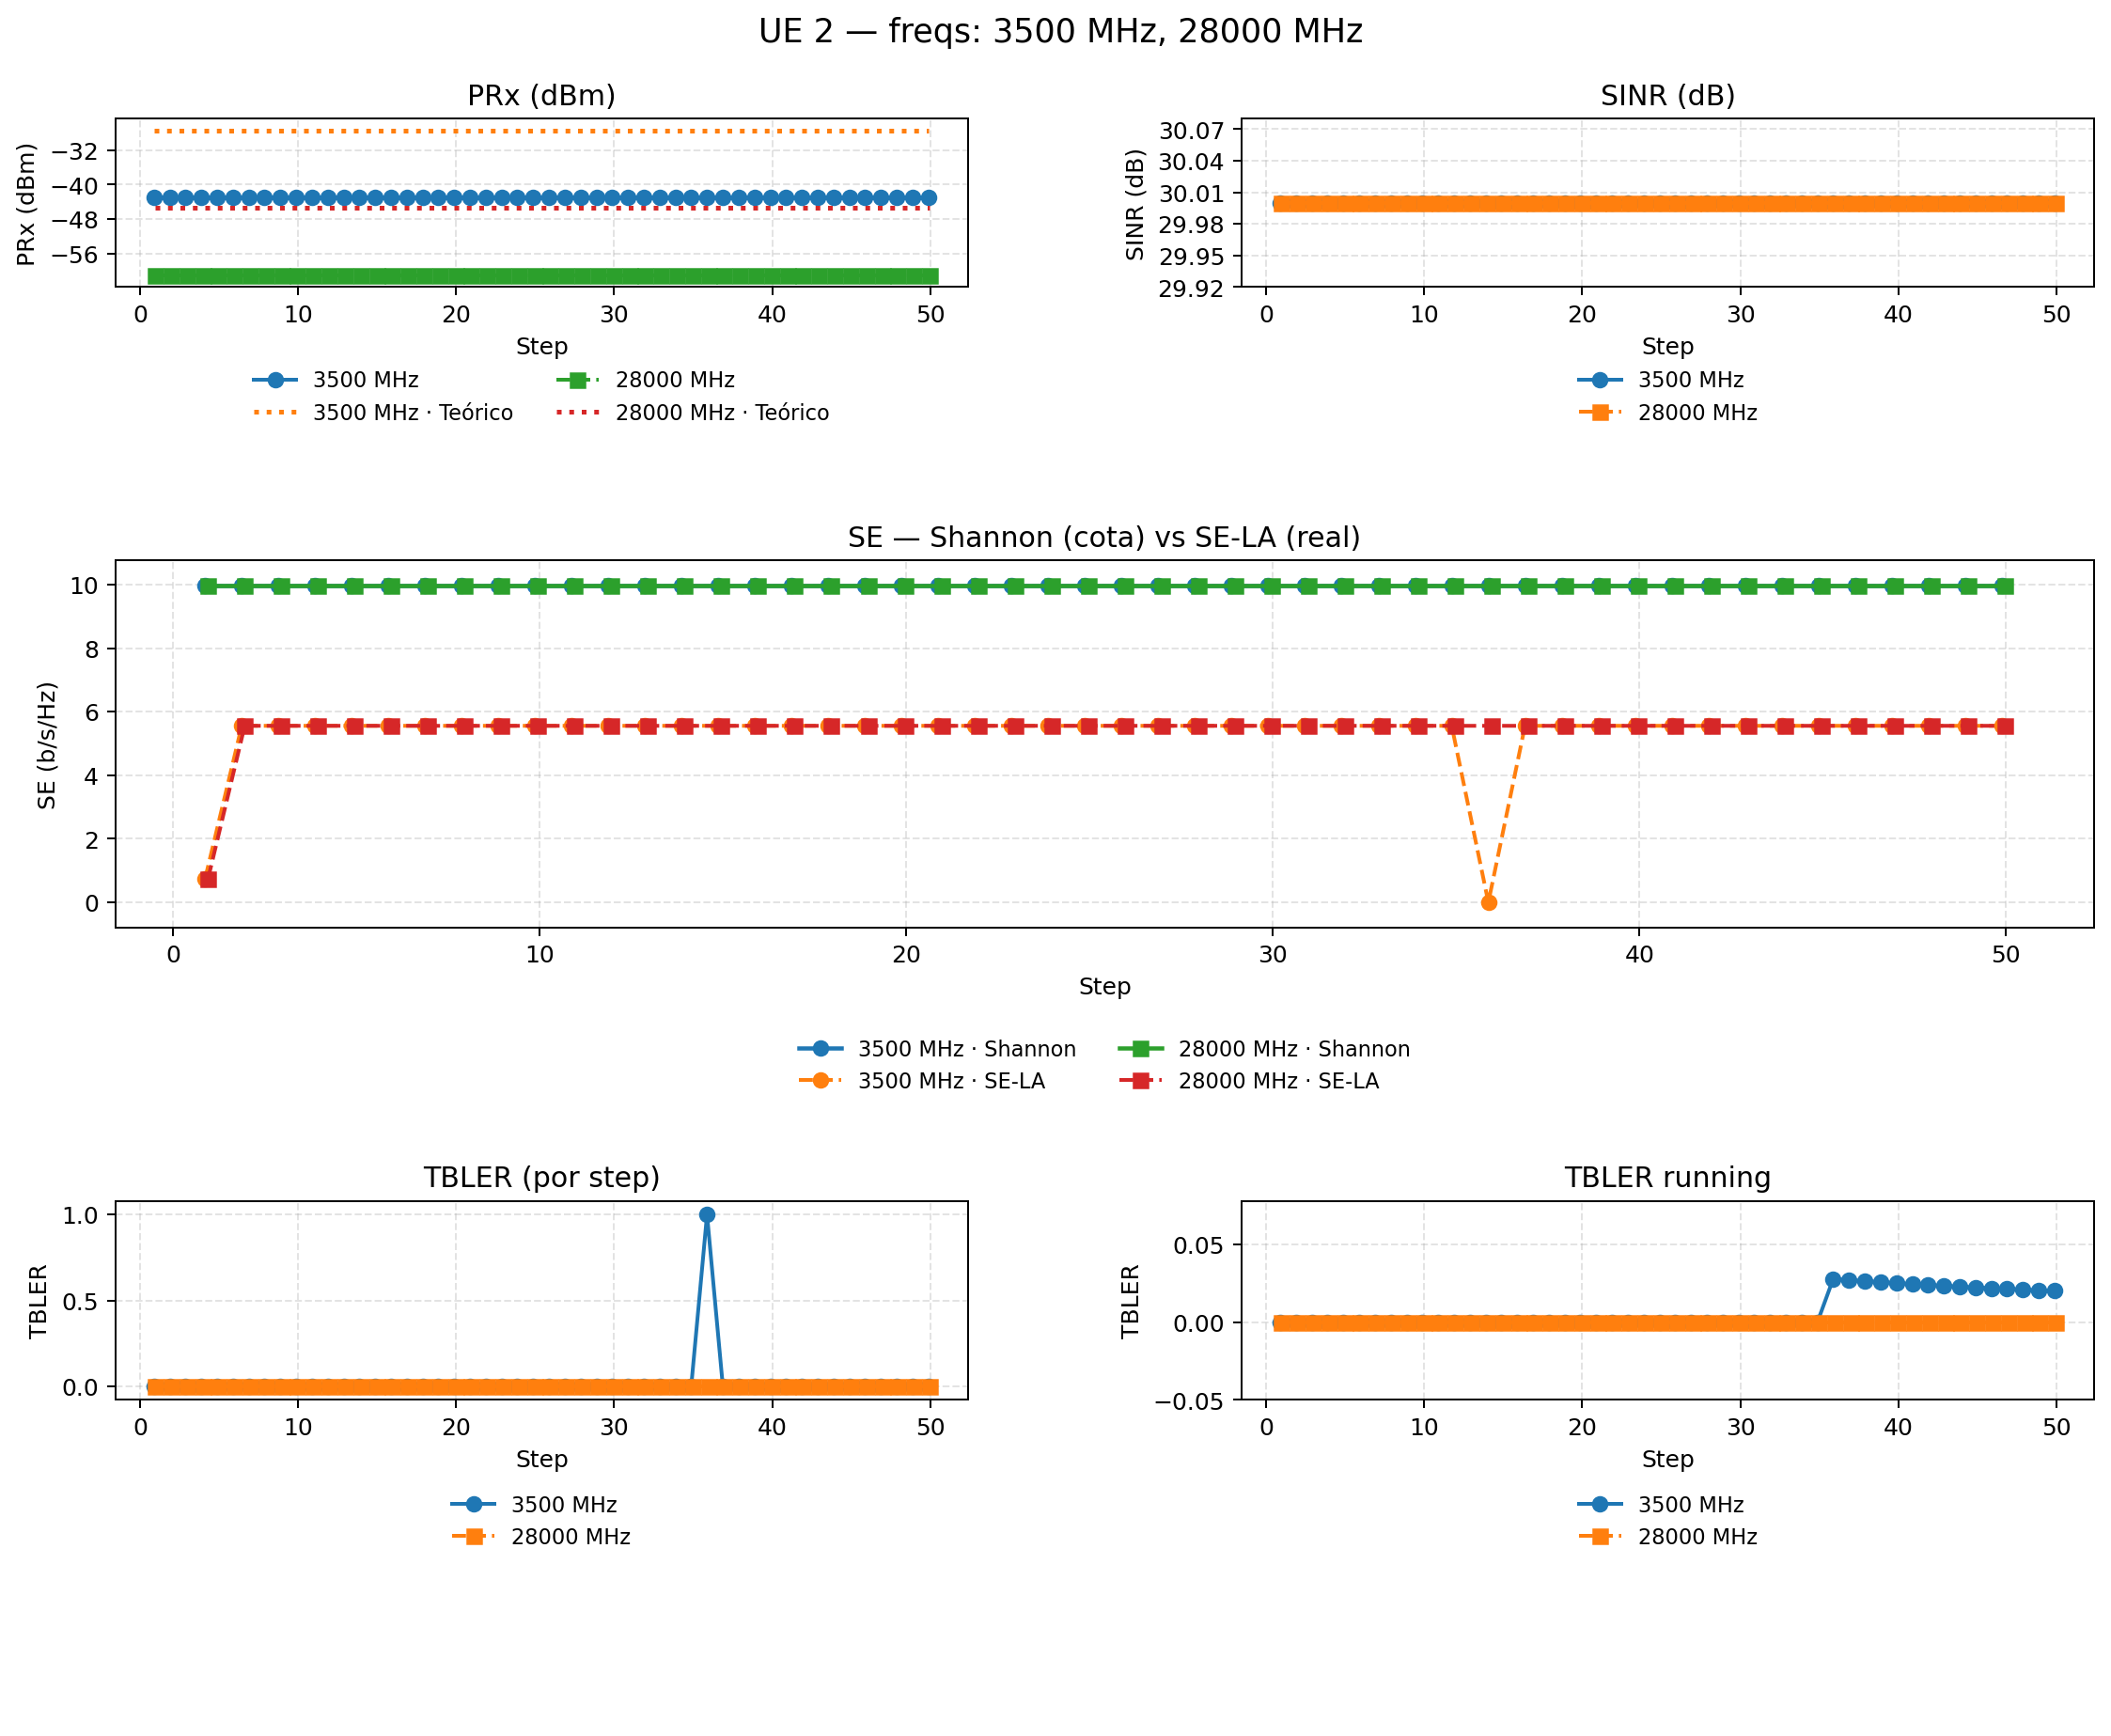 UE 2 — freqs: 3500 MHz, 28000 MHz
PRx (dBm)
PRx (dBm)
−32
−40
−48
−56
0 10 20 30 40 50
Step
3500 MHz
3500 MHz · Teórico
28000 MHz
28000 MHz · Teórico
SINR (dB)
SINR (dB)
30.07
30.04
30.01
29.98
29.95
29.92
0 10 20 30 40 50
Step
3500 MHz
28000 MHz
SE — Shannon (cota) vs SE-LA (real)
SE (b/s/Hz)
10
8
6
4
2
0
0 10 20 30 40 50
Step
3500 MHz · Shannon
3500 MHz · SE-LA
28000 MHz · Shannon
28000 MHz · SE-LA
TBLER (por step)
TBLER
1.0
0.5
0.0
0 10 20 30 40 50
Step
3500 MHz
28000 MHz
TBLER running
TBLER
0.05
0.00
−0.05
0 10 20 30 40 50
Step
3500 MHz
28000 MHz